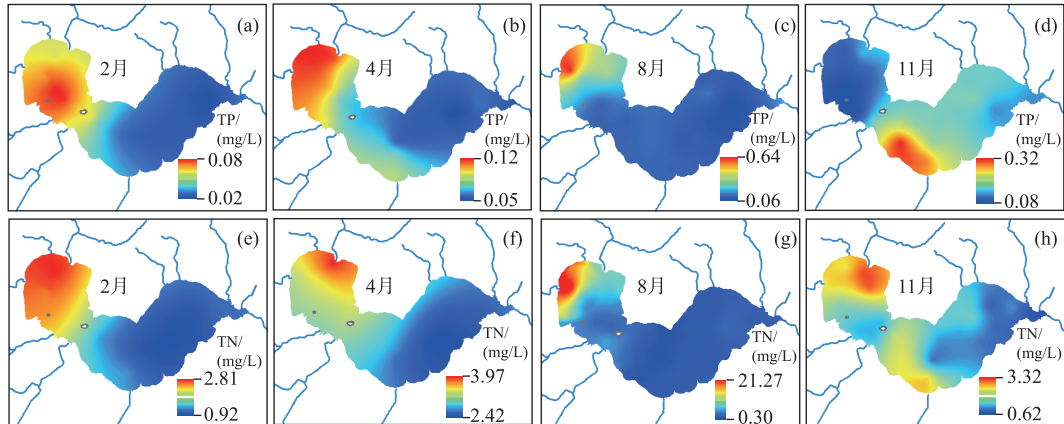 (a)
2月
TP/
(mg/L)
0.08
0.02
(b)
4月
TP/
(mg/L)
0.12
0.05
(c)
8月
TP/
(mg/L)
0.64
0.06
(d)
11月
TP/
(mg/L)
0.32
0.08
(e)
2月
TN/
(mg/L)
2.81
0.92
(f)
4月
TN/
(mg/L)
3.97
2.42
(g)
8月
TN/
(mg/L)
21.27
0.30
(h)
11月
TN/
(mg/L)
3.32
0.62